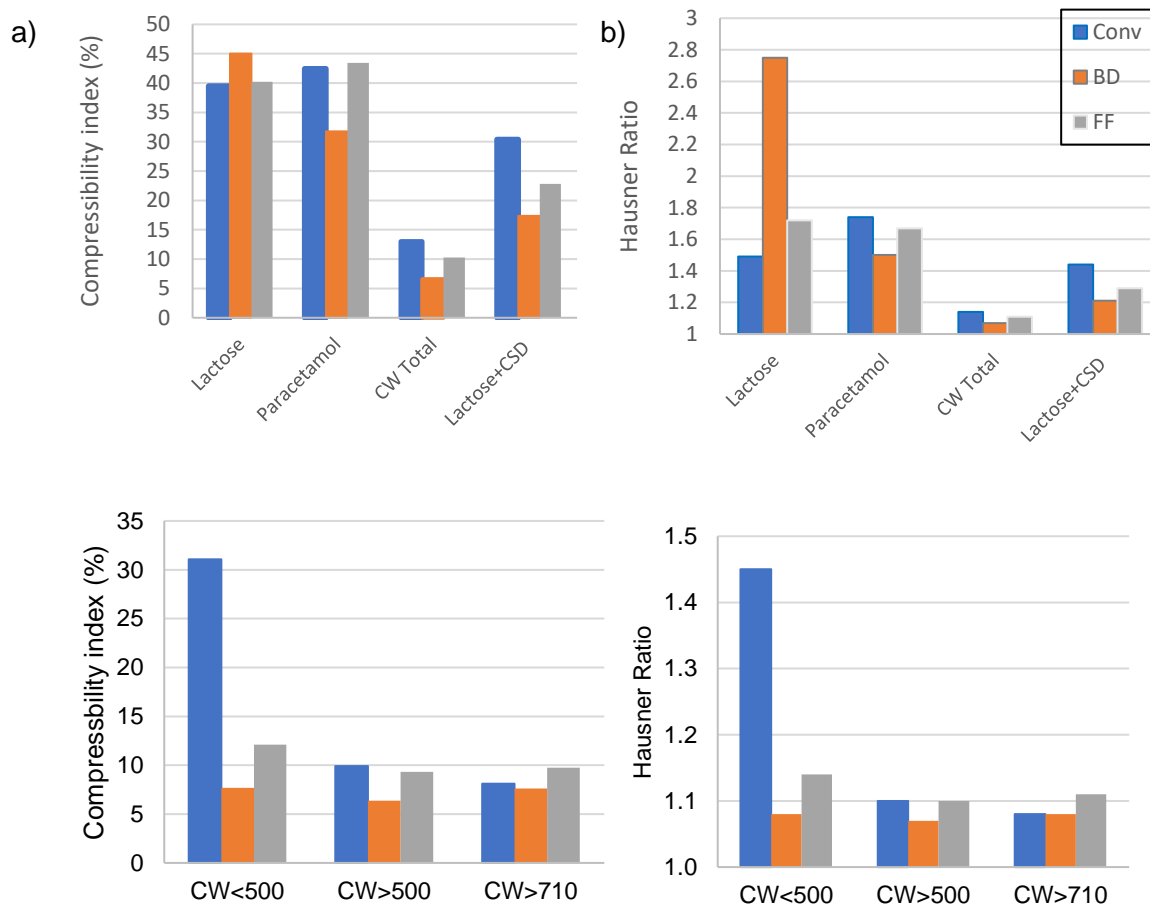 a)
Compressibility index (%)
50
45
40
35
30
25
20
15
10
5
0
Lactose
Paracetamol
CW Total
Lactose+CSD
b)
Hausner Ratio
3
2.8
2.6
2.4
2.2
2
1.8
1.6
1.4
1.2
1
Lactose
Paracetamol
CW Total
Lactose+CSD
Conv
BD
FF
Compressbility index (%)
35
30
25
20
15
10
5
0
CW<500 CW>500 CW>710
Hausner Ratio
1.5
1.4
1.3
1.2
1.1
1.0
CW<500 CW>500 CW>710